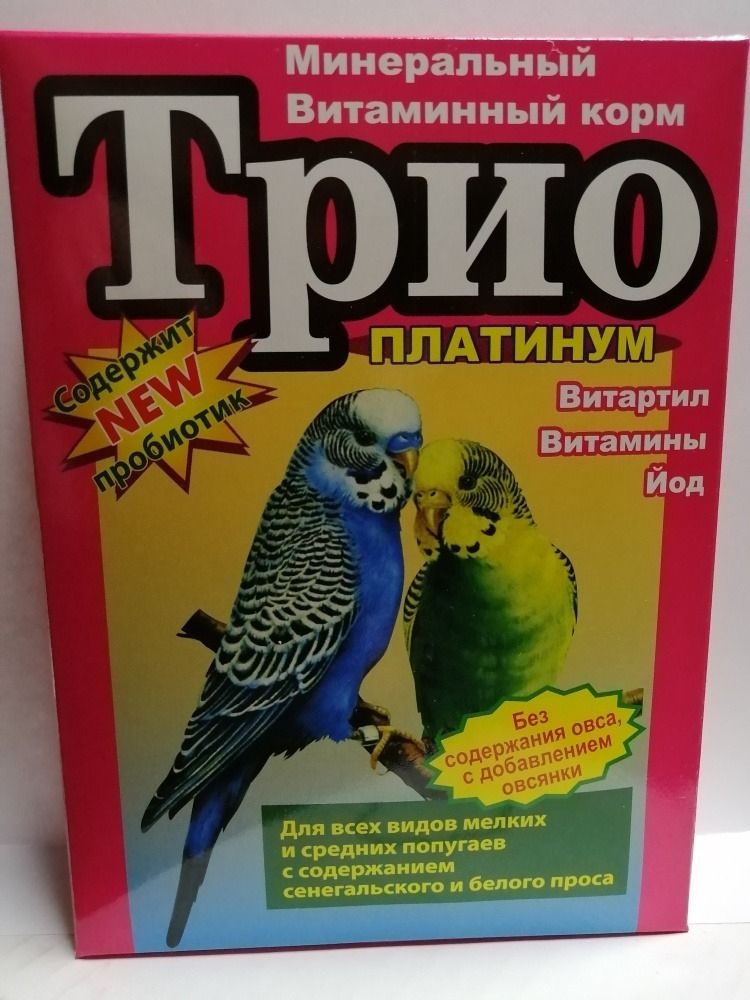 Минеральный
Витаминный корм
Трио
ПЛАТИНУМ
Содержит
NEW
пробиотик
Витартил
Витамины
Йод
Без
содержания овса,
с добавлением
овсянки
Для всех видов мелких
и средних попугаев
с содержанием
сенегальского и белого проса